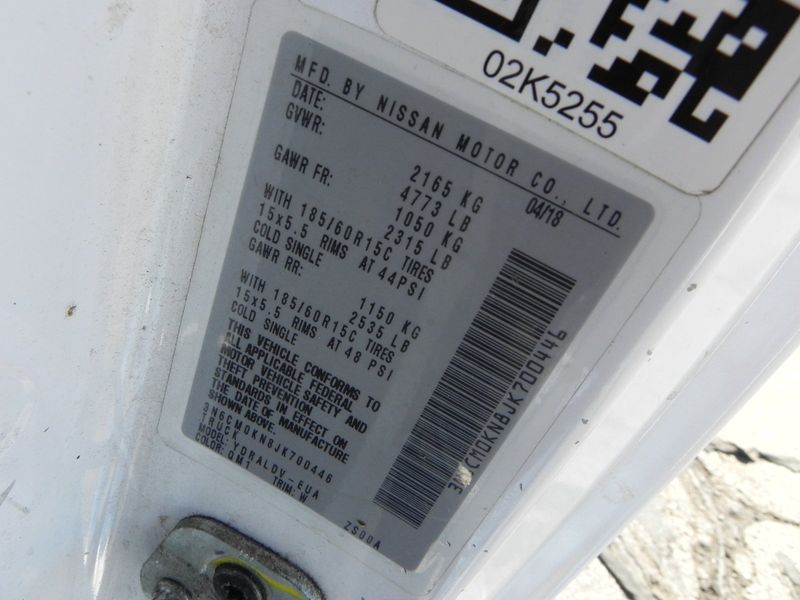 02K5255
MFD. BY NISSAN MOTOR CO., LTD.
DATE: 04/18
GVWR: 2165 KG
4773 LB
GAWR FR: 1050 KG
2315 LB
WITH 185/60R15C TIRES
15x5.5 RIMS AT 44PSI
COLD SINGLE
GAWR RR: 1150 KG
2535 LB
WITH 185/60R15C TIRES
15x5.5 RIMS AT 48 PSI
COLD SINGLE
THIS VEHICLE CONFORMS TO
ALL APPLICABLE FEDERAL
MOTOR VEHICLE SAFETY AND
THEFT PREVENTION
STANDARDS IN EFFECT ON
THE DATE OF MANUFACTURE
SHOWN ABOVE.
3N6CM0KN8JK700446
TRUCK
MODEL: YDRALDV-EUA
COLOR: QM1 TRIM: W
ZS00A
3N6CM0KN8JK700446